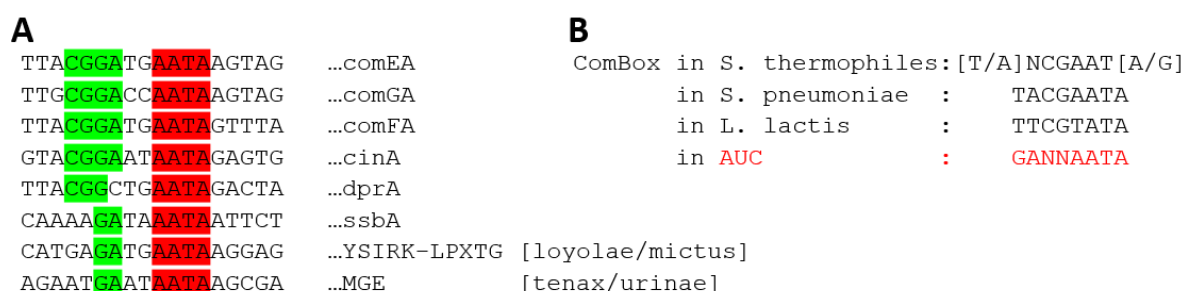 A
TTACGGATGAATAAGTAG …comEA
TTGCGGACCAATAAGTAG …comGA
TTACGGATGAATAGTTTA …comFA
GTACGGAATAATAGAGTG …cinA
TTACGGCTGAATAGACTA …dprA
CAAAAGATAAATAATTCT …ssbA
CATGAGATGAATAAGGAG …YSIRK-LPXTG [loyolae/mictus]
AGAATGAATAATAAGCGA …MGE [tenax/urinae]
B
ComBox in S. thermophiles:[T/A]NCGAAT[A/G]
in S. pneumoniae : TACGAATA
in L. lactis : TTCGTATA
in AUC : GANNAATA